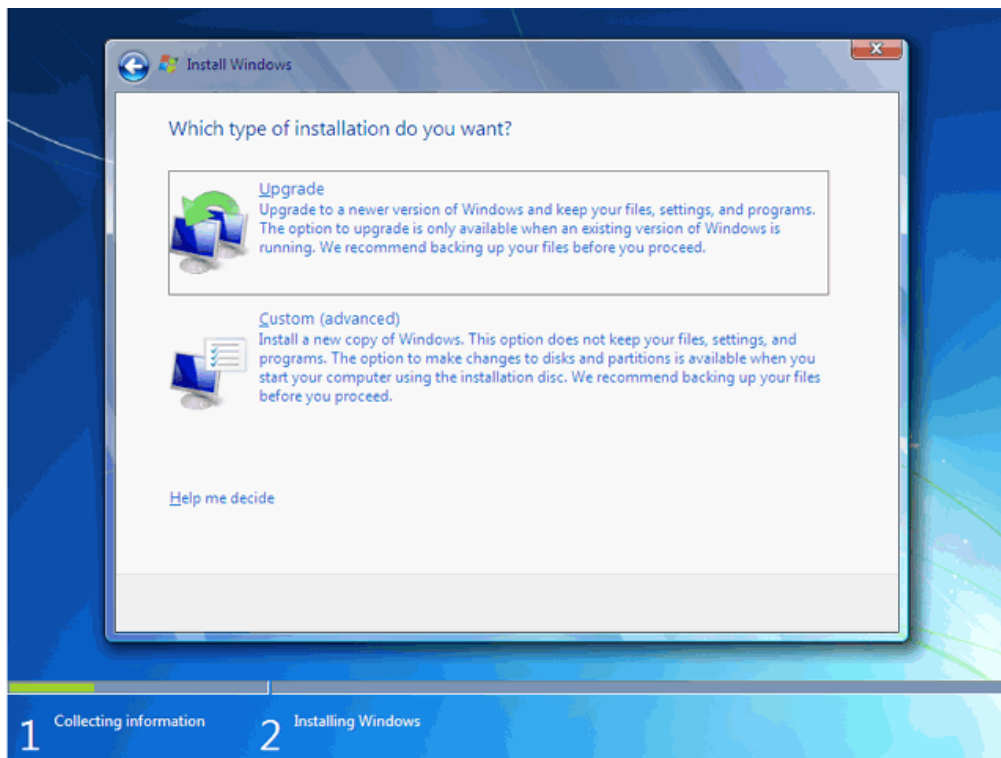 Install Windows
Which type of installation do you want?
Upgrade
Upgrade to a newer version of Windows and keep your files, settings, and programs.
The option to upgrade is only available when an existing version of Windows is
running. We recommend backing up your files before you proceed.
Custom (advanced)
Install a new copy of Windows. This option does not keep your files, settings, and
programs. The option to make changes to disks and partitions is available when you
start your computer using the installation disc. We recommend backing up your files
before you proceed.
Help me decide
1 Collecting information
2 Installing Windows